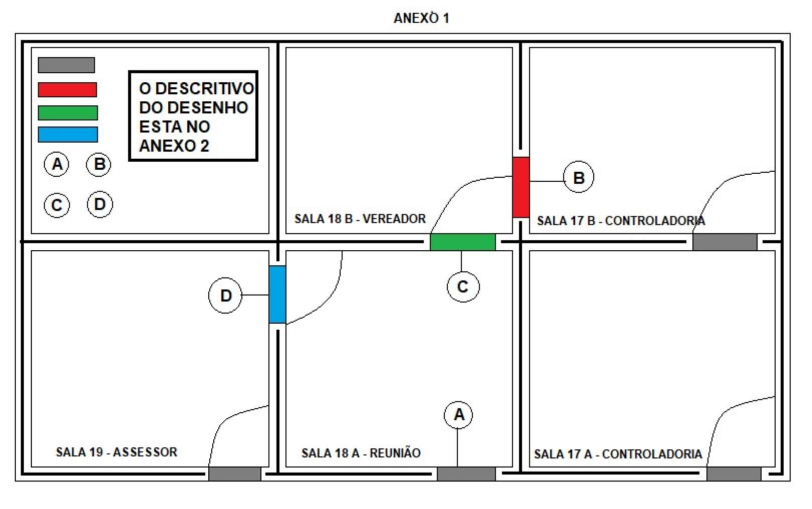 ANEXO 1
O DESCRITIVO
DO DESENHO
ESTA NO
ANEXO 2
A B
C D
B
SALA 18 B - VEREADOR
SALA 17 B - CONTROLADORIA
D
C
A
SALA 19 - ASSESSOR
SALA 18 A - REUNIÃO
SALA 17 A - CONTROLADORIA